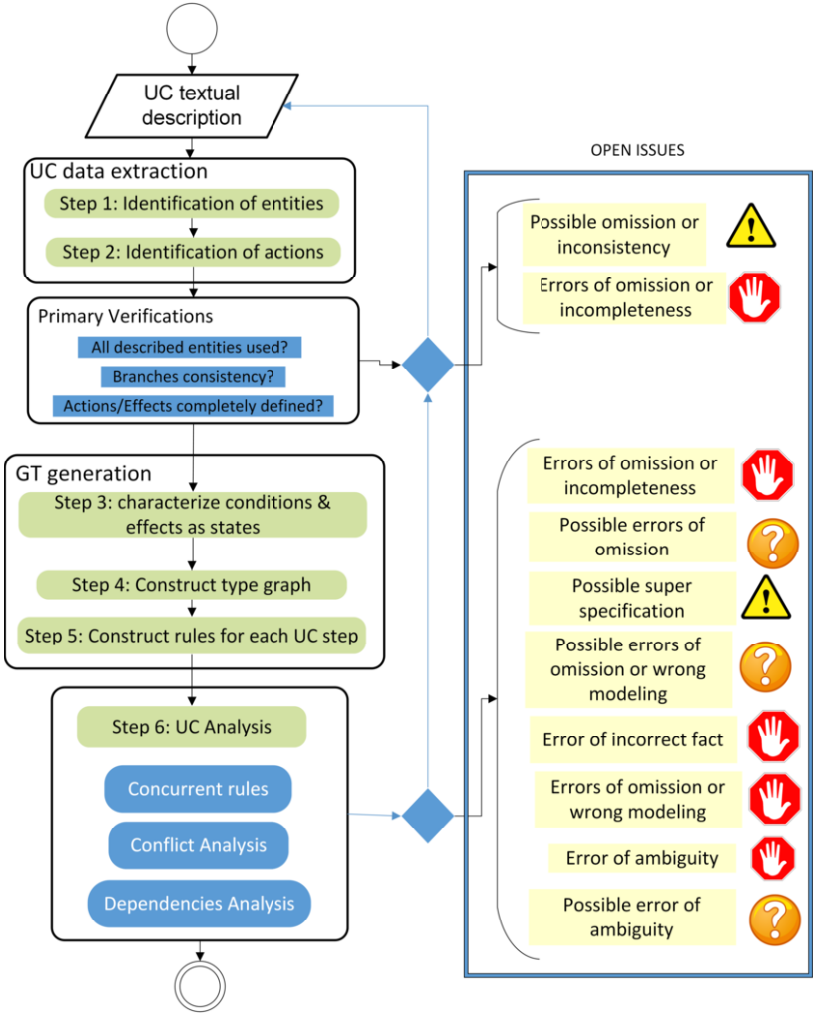 UC textual
description
UC data extraction
Step 1: Identification of entities
Step 2: Identification of actions
Primary Verifications
All described entities used?
Branches consistency?
Actions/Effects completely defined?
GT generation
Step 3: characterize conditions &
effects as states
Step 4: Construct type graph
Step 5: Construct rules for each UC step
Step 6: UC Analysis
Concurrent rules
Conflict Analysis
Dependencies Analysis
OPEN ISSUES
Possible omission or
inconsistency
Errors of omission or
incompleteness
Errors of omission or
incompleteness
Possible errors of
omission
Possible super
specification
Possible errors of
omission or wrong
modeling
Error of incorrect fact
Errors of omission or
wrong modeling
Error of ambiguity
Possible error of
ambiguity